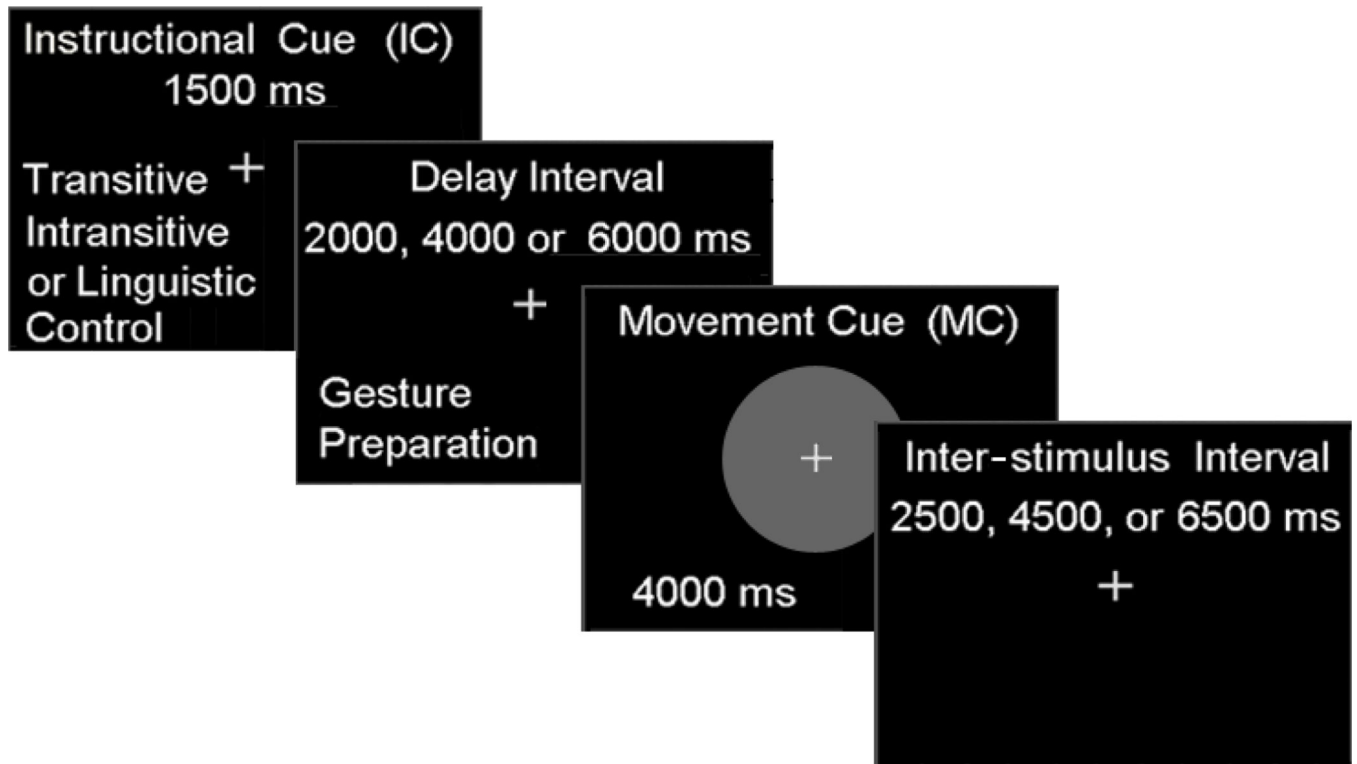 Instructional Cue (IC)
1500 ms
Transitive
Intransitive
or Linguistic
Control
Delay Interval
2000, 4000 or 6000 ms
Gesture
Preparation
Movement Cue (MC)
4000 ms
Inter-stimulus Interval
2500, 4500, or 6500 ms